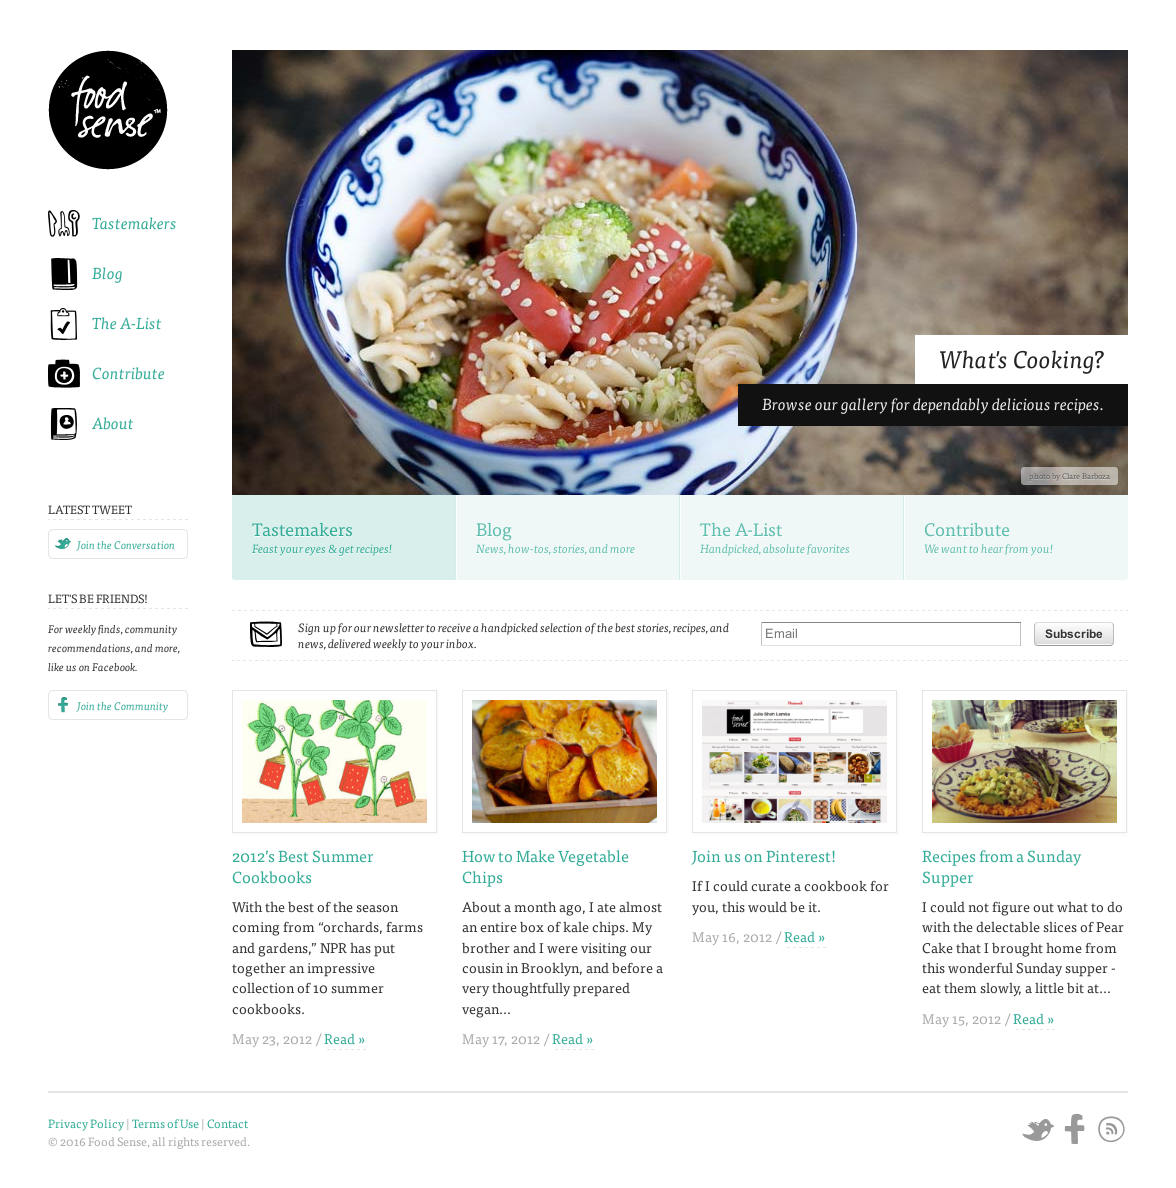 food
sense™
Tastemakers
Blog
The A-List
Contribute
About
LATEST TWEET
Join the Conversation
LET'S BE FRIENDS!
For weekly finds, community
recommendations, and more,
like us on Facebook.
Join the Community
What's Cooking?
Browse our gallery for dependably delicious recipes.
photo by Clare Barboza
Tastemakers
Feast your eyes & get recipes!
Blog
News, how-tos, stories, and more
The A-List
Handpicked, absolute favorites
Contribute
We want to hear from you!
Sign up for our newsletter to receive a handpicked selection of the best stories, recipes, and
news, delivered weekly to your inbox.
Email
Subscribe
2012's Best Summer
Cookbooks
With the best of the season
coming from “orchards, farms
and gardens,” NPR has put
together an impressive
collection of 10 summer
cookbooks.
May 23, 2012 / Read »
How to Make Vegetable
Chips
About a month ago, I ate almost
an entire box of kale chips. My
brother and I were visiting our
cousin in Brooklyn, and before a
very thoughtfully prepared
vegan...
May 17, 2012 / Read »
food
sense
Join us on Pinterest!
If I could curate a cookbook for
you, this would be it.
May 16, 2012 / Read »
Recipes from a Sunday
Supper
I could not figure out what to do
with the delectable slices of Pear
Cake that I brought home from
this wonderful Sunday supper -
eat them slowly, a little bit at...
May 15, 2012 / Read »
Privacy Policy | Terms of Use | Contact
© 2016 Food Sense, all rights reserved.